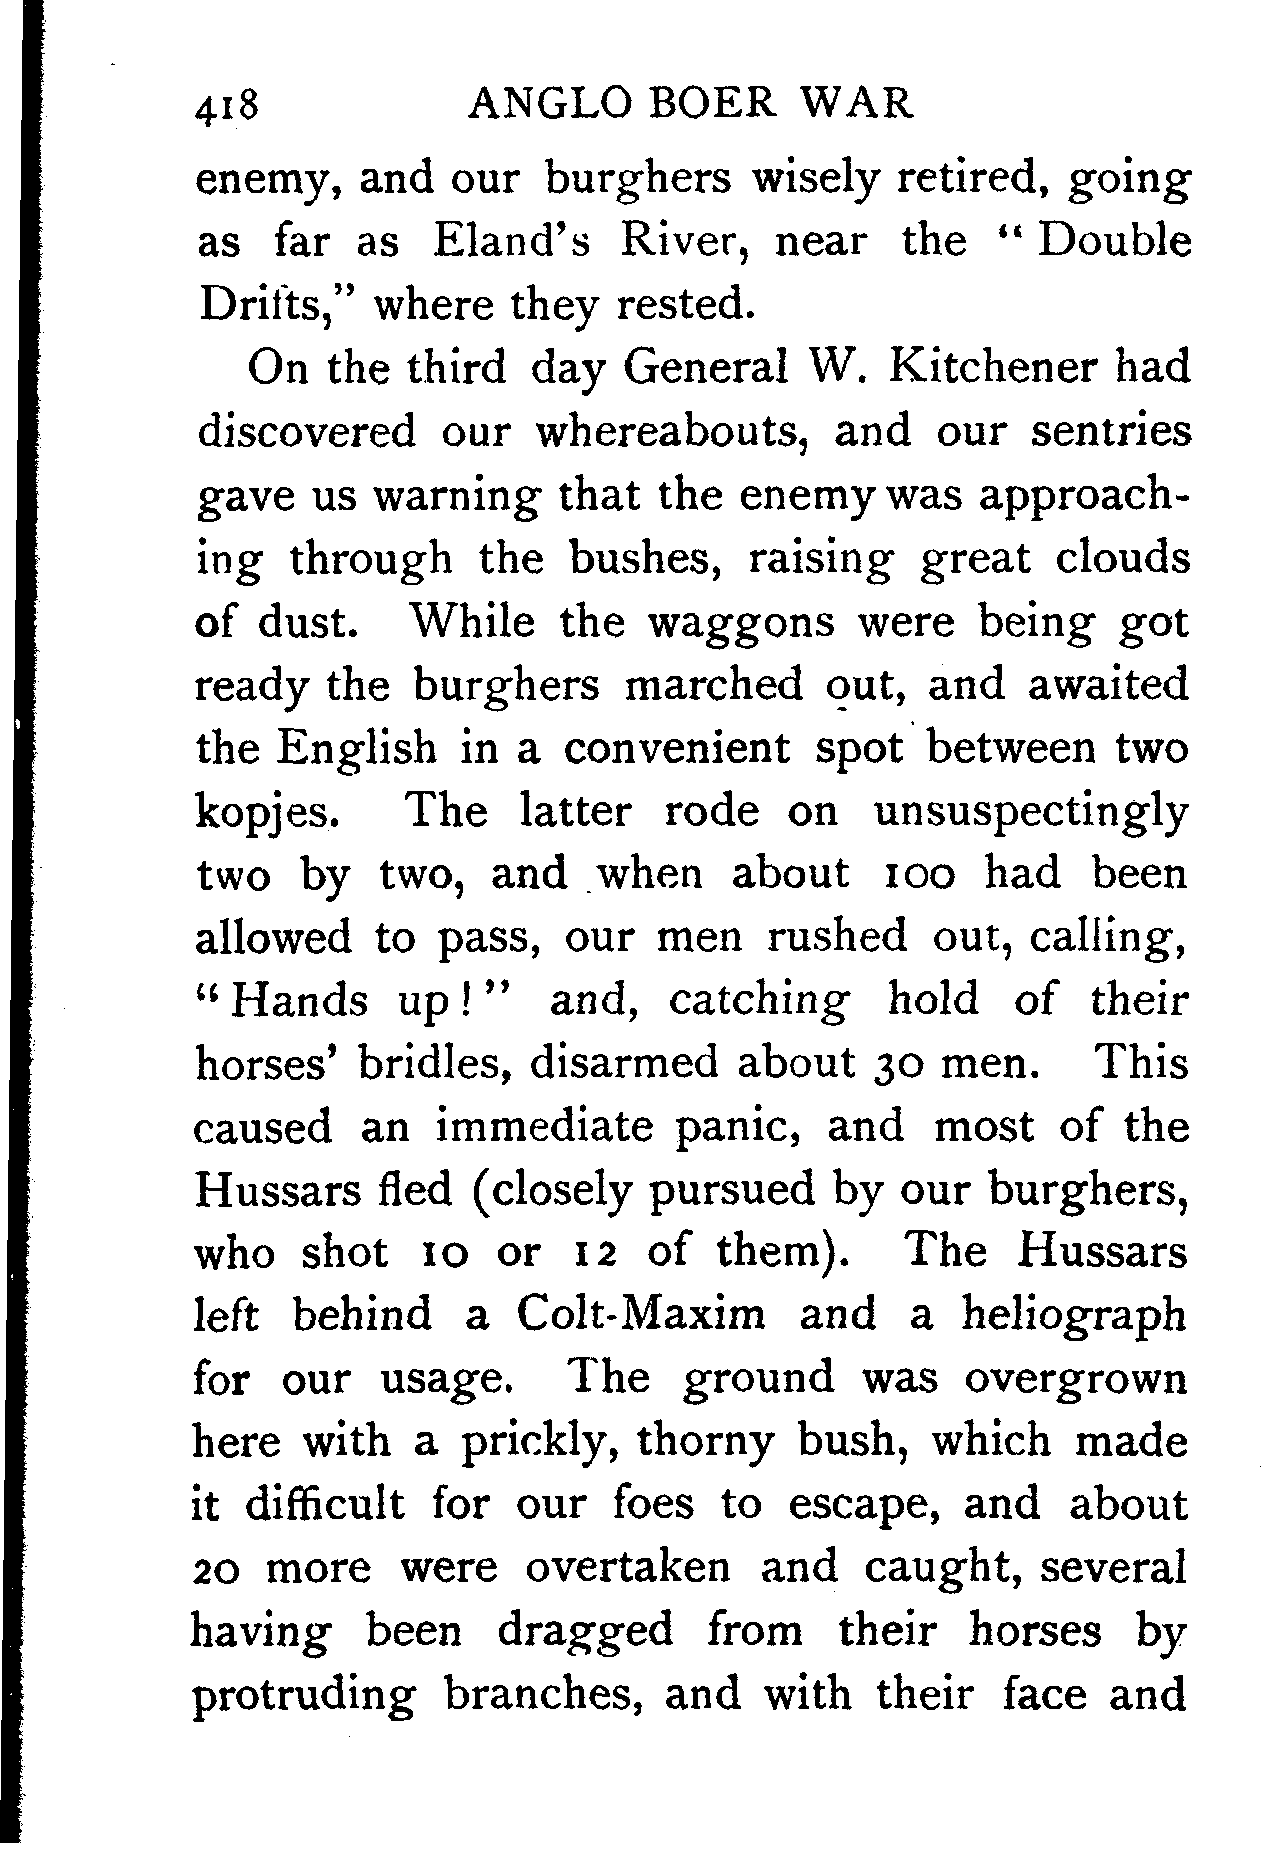 418 ANGLO BOER WAR
enemy, and our burghers wisely retired, going
as far as Eland's River, near the " Double
Drifts," where they rested.
On the third day General W. Kitchener had
discovered our whereabouts, and our sentries
gave us warning that the enemy was approach-
ing through the bushes, raising great clouds
of dust. While the waggons were being got
ready the burghers marched out, and awaited
the English in a convenient spot between two
kopjes. The latter rode on unsuspectingly
two by two, and when about 100 had been
allowed to pass, our men rushed out, calling,
" Hands up ! " and, catching hold of their
horses' bridles, disarmed about 30 men. This
caused an immediate panic, and most of the
Hussars fled (closely pursued by our burghers,
who shot 10 or 12 of them). The Hussars
left behind a Colt-Maxim and a heliograph
for our usage. The ground was overgrown
here with a prickly, thorny bush, which made
it difficult for our foes to escape, and about
20 more were overtaken and caught, several
having been dragged from their horses by
protruding branches, and with their face and